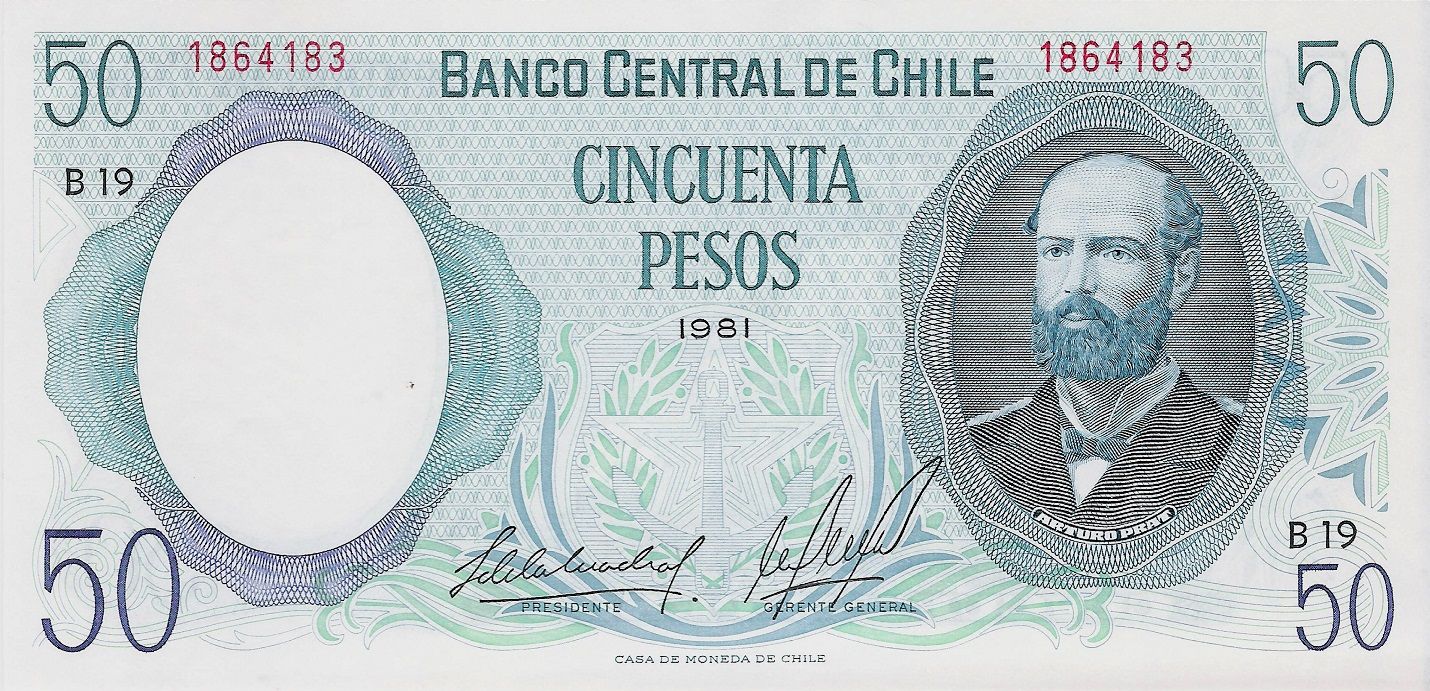 50 1864183 BANCO CENTRAL DE CHILE 1864183 50
B 19 CINCUENTA
PESOS
1981
ARTURO PRAT
B 19
50 PRESIDENTE GERENTE GENERAL 50
CASA DE MONEDA DE CHILE